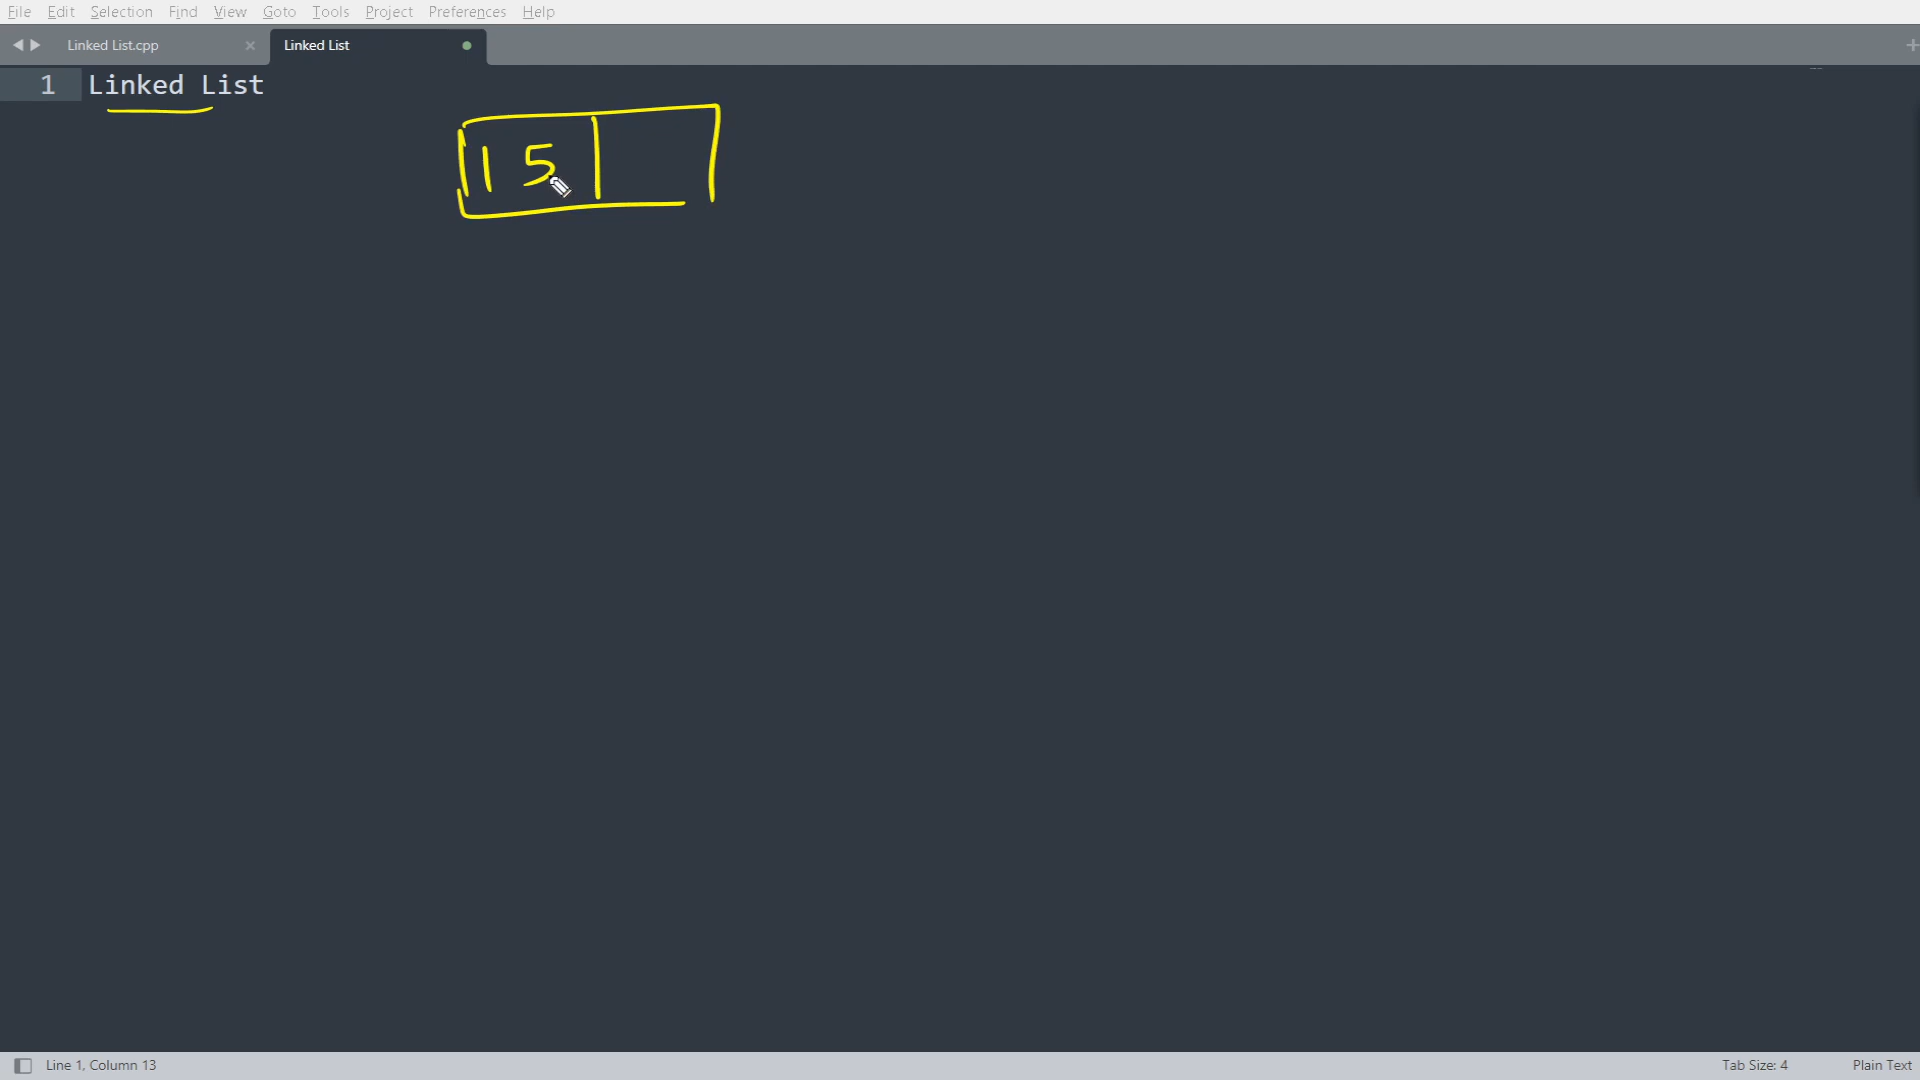 File Edit Selection Find View Goto Tools Project Preferences Help
Linked List.cpp Linked List
1 Linked List
15
Line 1, Column 13 Tab Size: 4 Plain Text